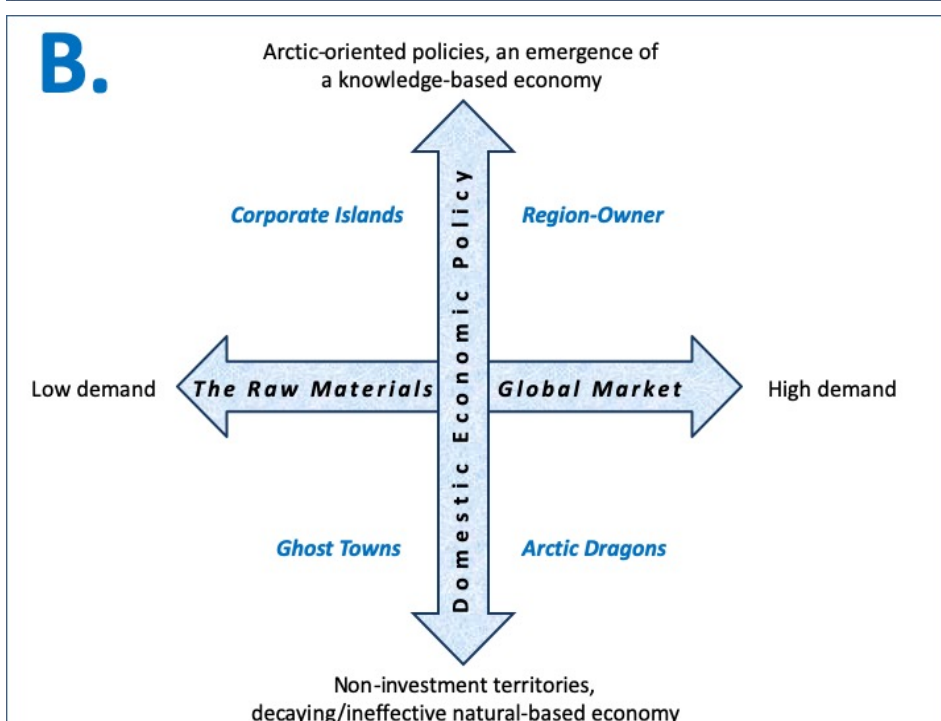 B.
Arctic-oriented policies, an emergence of
a knowledge-based economy
Corporate Islands
Region-Owner
Domestic Economic Policy
Low demand
The Raw Materials Global Market
High demand
Ghost Towns
Arctic Dragons
Non-investment territories,
decaying/ineffective natural-based economy